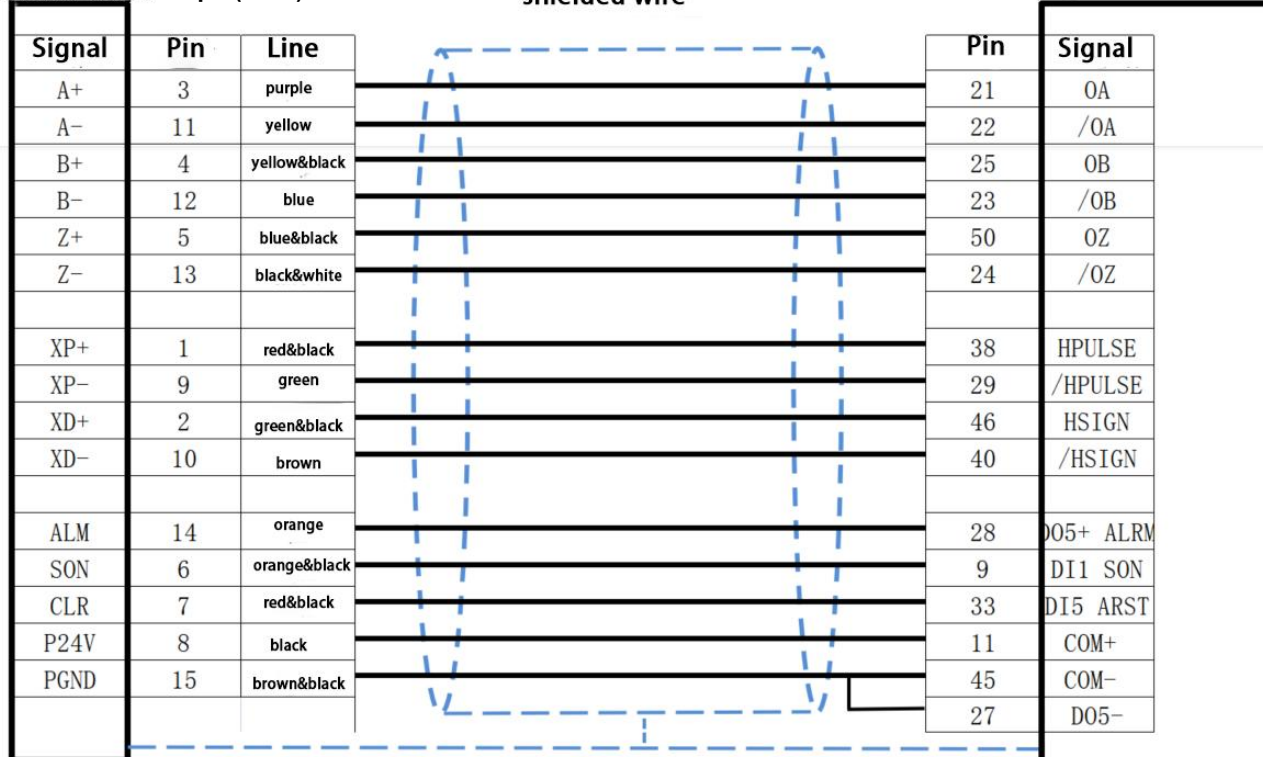 shielded wire
Signal Pin Line Pin Signal
A+ 3 purple 21 OA
A- 11 yellow 22 /OA
B+ 4 yellow&black 25 OB
B- 12 blue 23 /OB
Z+ 5 blue&black 50 OZ
Z- 13 black&white 24 /OZ
XP+ 1 red&black 38 HPULSE
XP- 9 green 29 /HPULSE
XD+ 2 green&black 46 HSIGN
XD- 10 brown 40 /HSIGN
ALM 14 orange 28 DO5+ ALRM
SON 6 orange&black 9 DI1 SON
CLR 7 red&black 33 DI5 ARST
P24V 8 black 11 COM+
PGND 15 brown&black 45 COM-
27 DO5-